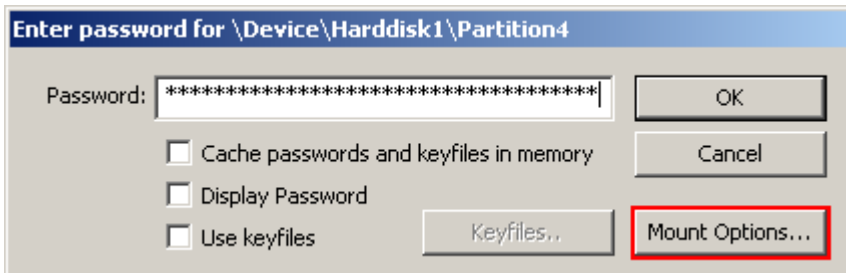 Enter password for \Device\Harddisk1\Partition4
Password: ************************************
OK
Cache passwords and keyfiles in memory
Cancel
Display Password
Use keyfiles
Keyfiles..
Mount Options...